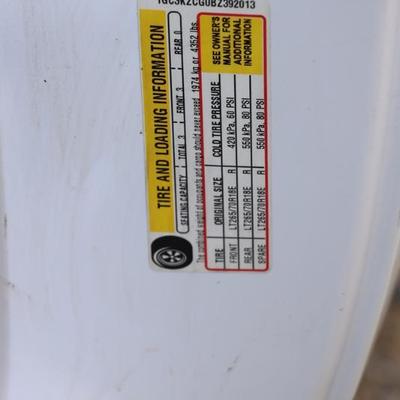 1GC3KZCG0BZ392013
TIRE AND LOADING INFORMATION
SEATING CAPACITY TOTAL 3 FRONT 3 REAR 0
The combined weight of occupants and cargo should never exceed 1974 kg or 4352 lbs.
TIRE ORIGINAL SIZE COLD TIRE PRESSURE
FRONT LT265/70R18E R 420 kPa, 60 PSI
REAR LT265/70R18E R 550 kPa, 80 PSI
SPARE LT265/70R18E R 550 kPa, 80 PSI
SEE OWNER'S
MANUAL FOR
ADDITIONAL
INFORMATION